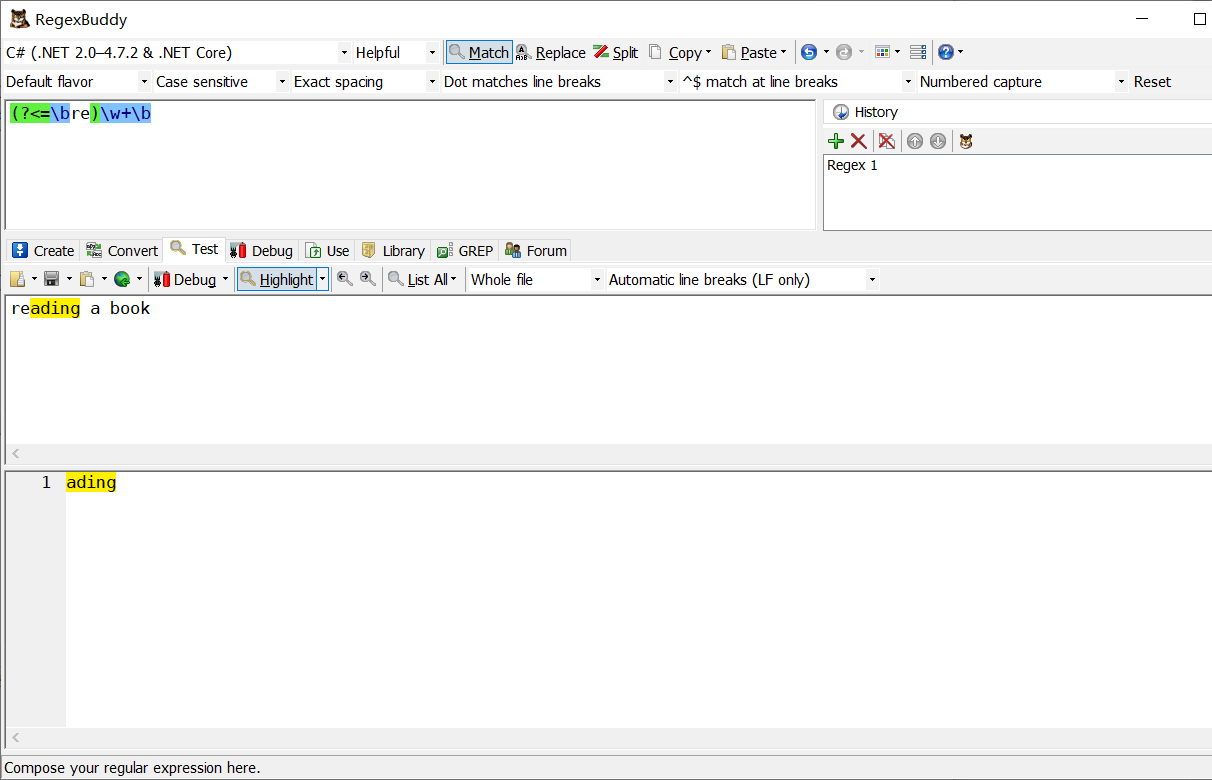 RegexBuddy
C# (.NET 2.0–4.7.2 & .NET Core) Helpful Match Replace Split Copy Paste
Default flavor Case sensitive Exact spacing Dot matches line breaks ^$ match at line breaks Numbered capture Reset
(?<=\bre)\w+\b
History
Regex 1
Create Convert Test Debug Use Library GREP Forum
Debug Highlight List All Whole file Automatic line breaks (LF only)
reading a book
1 ading
Compose your regular expression here.